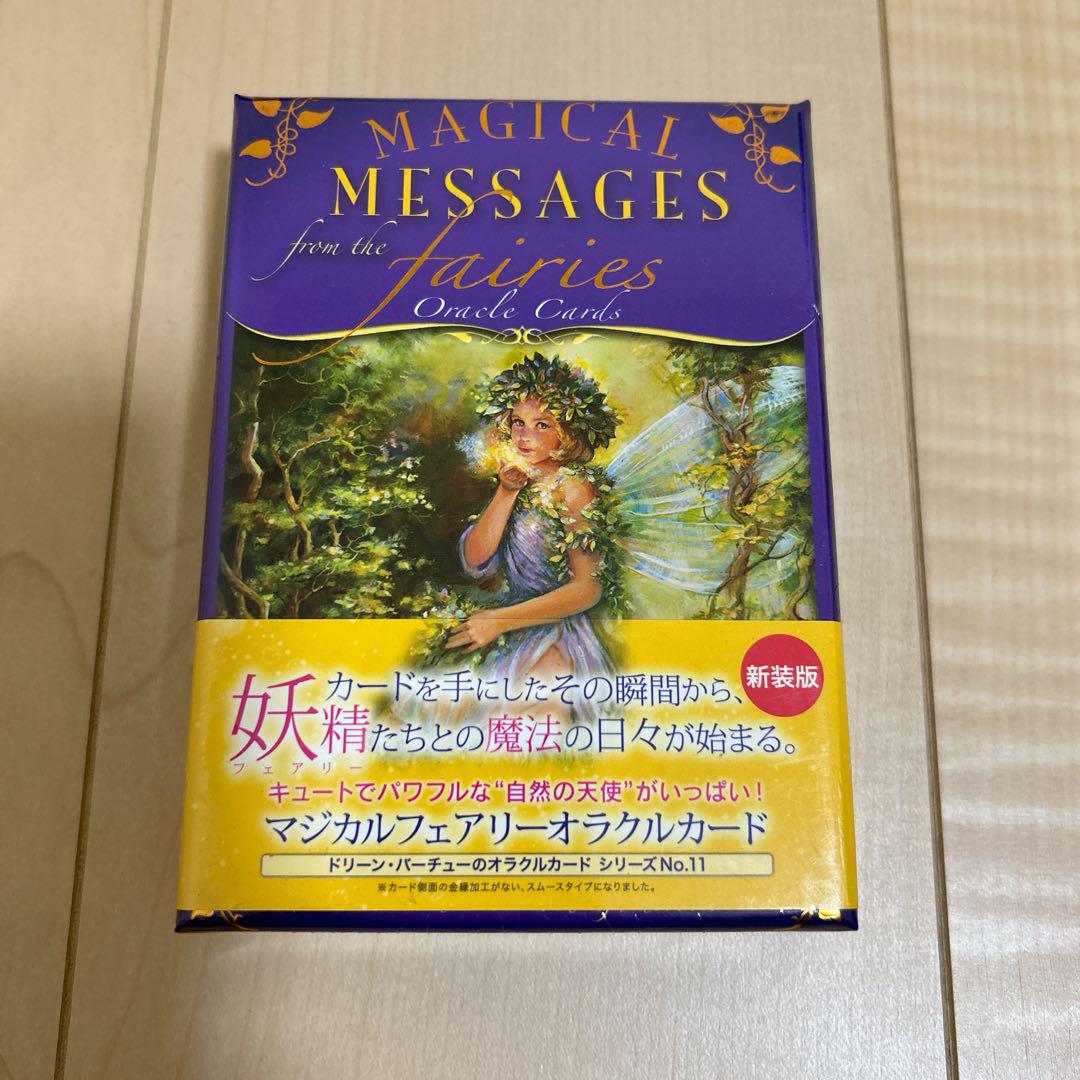 MAGICAL
MESSAGES
from the
fairies
Oracle Cards
新装版
カードを手にしたその瞬間から、
妖精たちとの魔法の日々が始まる。
フェアリー
キュートでパワフルな“自然の天使”がいっぱい！
マジカルフェアリーオラクルカード
ドリーン・バーチューのオラクルカード シリーズNo.11
※カード側面の金縁加工がない、スムースタイプになりました。